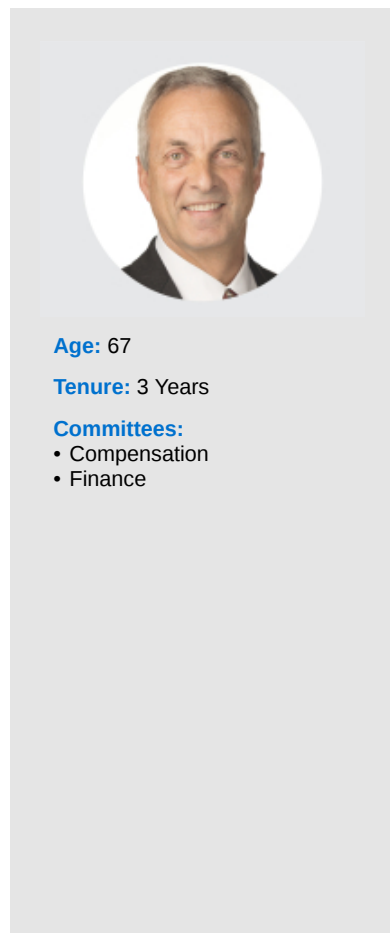 Age: 67
Tenure: 3 Years
Committees:
• Compensation
• Finance